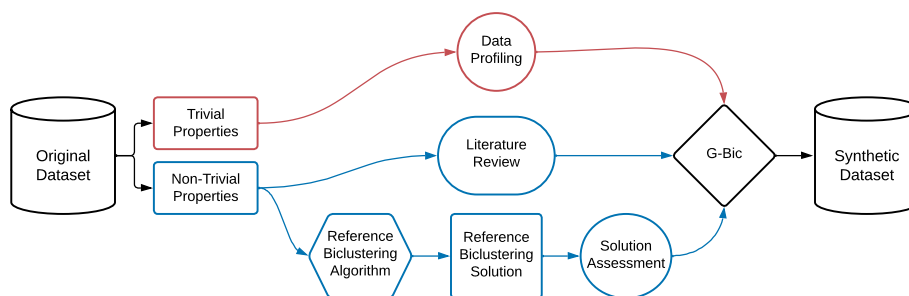 Original
Dataset
Trivial
Properties
Non-Trivial
Properties
Data
Profiling
Literature
Review
Reference
Biclustering
Algorithm
Reference
Biclustering
Solution
Solution
Assessment
G-Bic
Synthetic
Dataset